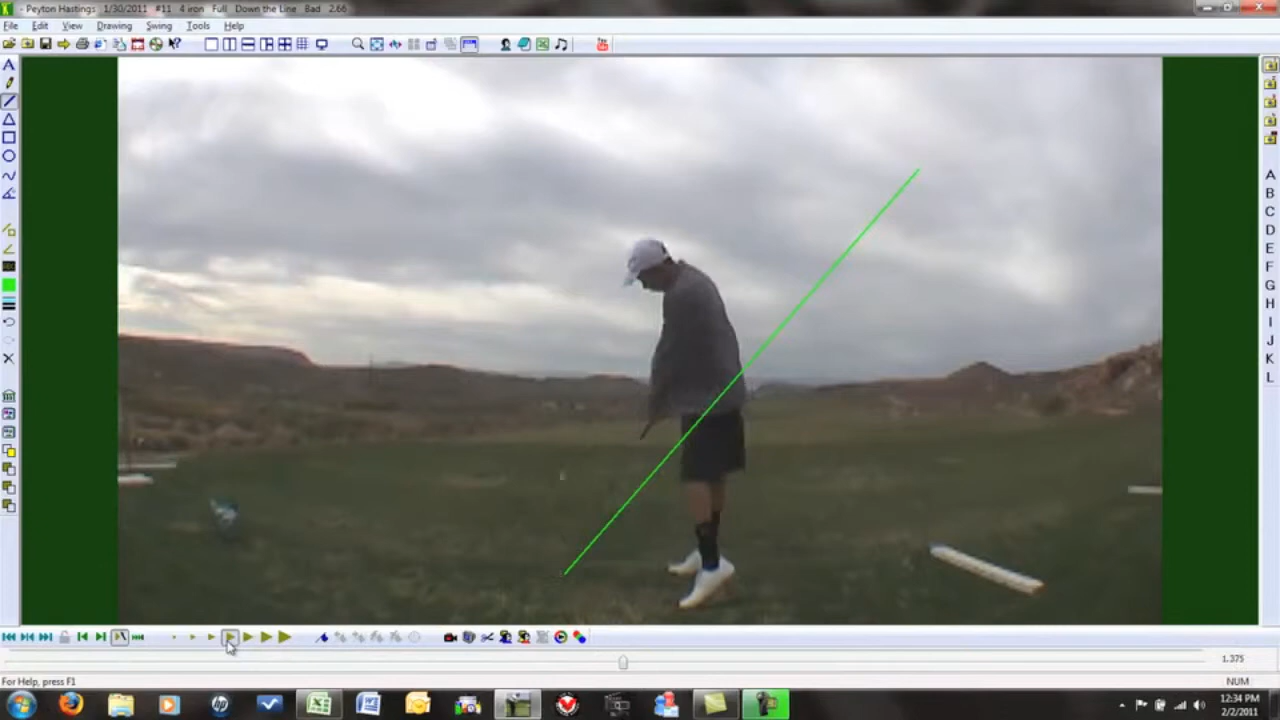 - Peyton Hastings 1/30/2011 #11 4 iron Full Down the Line Bad 2.66
File Edit View Drawing Swing Tools Help
A
A
B
C
D
E
F
G
H
I
J
K
L
1.375
For Help, press F1
NUM
12:34 PM
2/2/2011